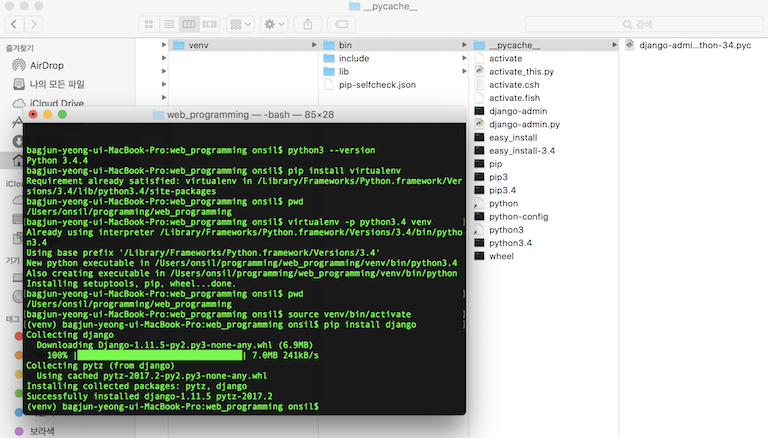 __pycache__
검색
즐겨찾기
AirDrop
나의 모든 파일
iCloud Drive
iClou
기기
태그
보라색
venv
bin
include
lib
pip-selfcheck.json
__pycache__
activate
activate_this.py
activate.csh
activate.fish
django-admin
django-admin.py
easy_install
easy_install-3.4
pip
pip3
pip3.4
python
python-config
python3
python3.4
wheel
django-admi...thon-34.pyc
web_programming — -bash — 85×28
bagjun-yeong-ui-MacBook-Pro:web_programming onsil$ python3 --version
Python 3.4.4
bagjun-yeong-ui-MacBook-Pro:web_programming onsil$ pip install virtualenv
Requirement already satisfied: virtualenv in /Library/Frameworks/Python.framework/Ver
sions/3.4/lib/python3.4/site-packages
[bagjun-yeong-ui-MacBook-Pro:web_programming onsil$ pwd ]
/Users/onsil/programming/web_programming
[bagjun-yeong-ui-MacBook-Pro:web_programming onsil$ virtualenv -p python3.4 venv ]
Already using interpreter /Library/Frameworks/Python.framework/Versions/3.4/bin/pytho
n3.4
Using base prefix '/Library/Frameworks/Python.framework/Versions/3.4'
New python executable in /Users/onsil/programming/web_programming/venv/bin/python3.4
Also creating executable in /Users/onsil/programming/web_programming/venv/bin/python
Installing setuptools, pip, wheel...done.
[bagjun-yeong-ui-MacBook-Pro:web_programming onsil$ pwd ]
/Users/onsil/programming/web_programming
[bagjun-yeong-ui-MacBook-Pro:web_programming onsil$ source venv/bin/activate ]
[(venv) bagjun-yeong-ui-MacBook-Pro:web_programming onsil$ pip install django ]
Collecting django
Downloading Django-1.11.5-py2.py3-none-any.whl (6.9MB)
100% |████████████████████████████████| 7.0MB 241kB/s
Collecting pytz (from django)
Using cached pytz-2017.2-py2.py3-none-any.whl
Installing collected packages: pytz, django
Successfully installed django-1.11.5 pytz-2017.2
(venv) bagjun-yeong-ui-MacBook-Pro:web_programming onsil$